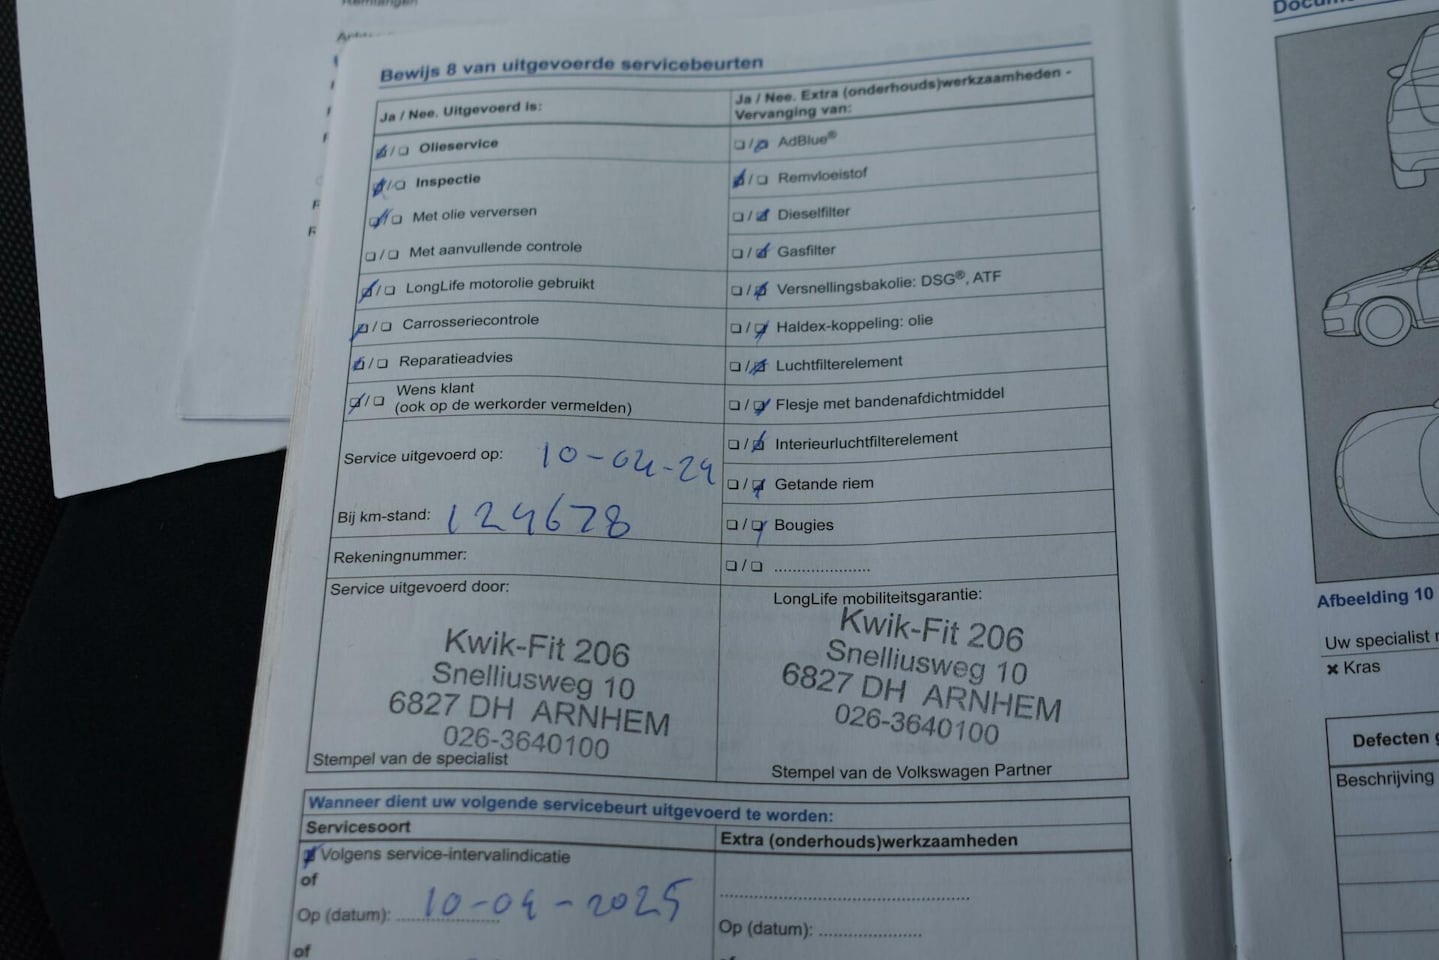 Remtangen
Bewijs 8 van uitgevoerde servicebeurten
Ja / Nee. Uitgevoerd is:
Olieservice
Inspectie
Met olie verversen
Met aanvullende controle
LongLife motorolie gebruikt
Carrosseriecontrole
Reparatieadvies
Wens klant
(ook op de werkorder vermelden)
Service uitgevoerd op: 10-04-24
Bij km-stand: 124678
Rekeningnummer:
Service uitgevoerd door:
Kwik-Fit 206
Snelliusweg 10
6827 DH ARNHEM
026-3640100
Stempel van de specialist
Ja / Nee. Extra (onderhouds)werkzaamheden -
Vervanging van:
AdBlue®
Remvloeistof
Dieselfilter
Gasfilter
Versnellingsbakolie: DSG®, ATF
Haldex-koppeling: olie
Luchtfilterelement
Flesje met bandenafdichtmiddel
Interieurluchtfilterelement
Getande riem
Bougies
LongLife mobiliteitsgarantie:
Kwik-Fit 206
Snelliusweg 10
6827 DH ARNHEM
026-3640100
Stempel van de Volkswagen Partner
Wanneer dient uw volgende servicebeurt uitgevoerd te worden:
Servicesoort
Volgens service-intervalindicatie
of
Op (datum): 10-04-2025
of
Extra (onderhouds)werkzaamheden
Op (datum):
Afbeelding 10
Uw specialist
Kras
Defecten
Beschrijving